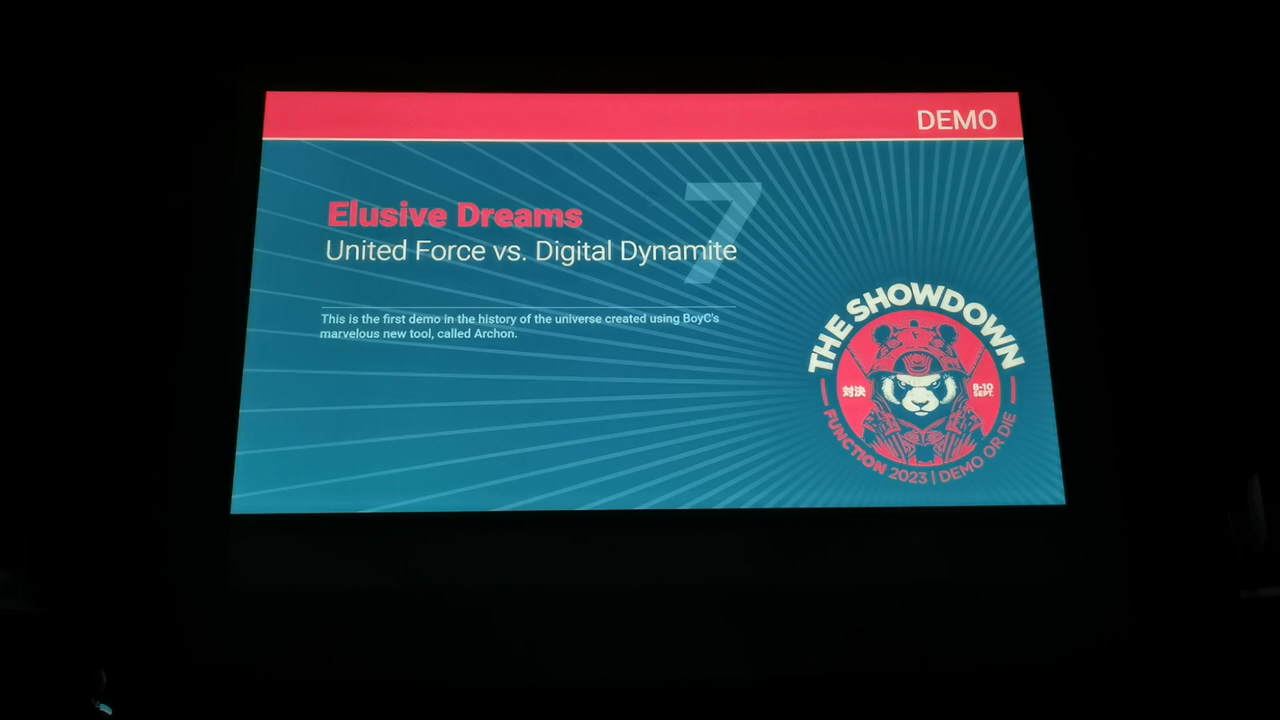 DEMO
7
Elusive Dreams
United Force vs. Digital Dynamite
This is the first demo in the history of the universe created using BoyC's
marvelous new tool, called Archon.
THE SHOWDOWN
対決
8-10
SEPT.
FUNCTION 2023 | DEMO OR DIE